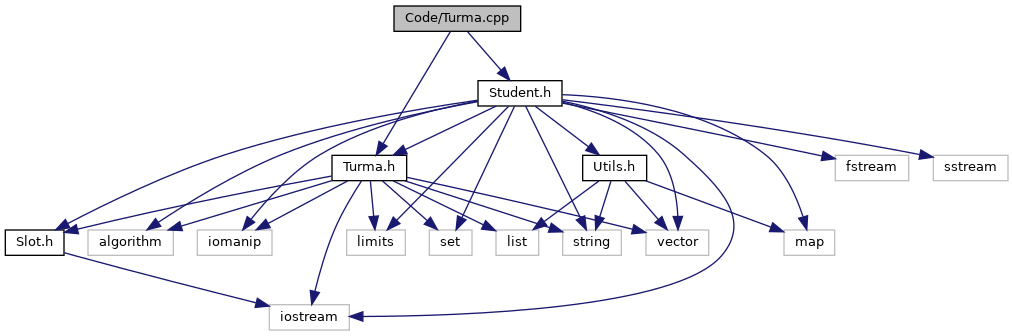 Code/Turma.cpp
Student.h
Turma.h
Utils.h
fstream
sstream
Slot.h
algorithm
iomanip
limits
set
list
string
vector
map
iostream